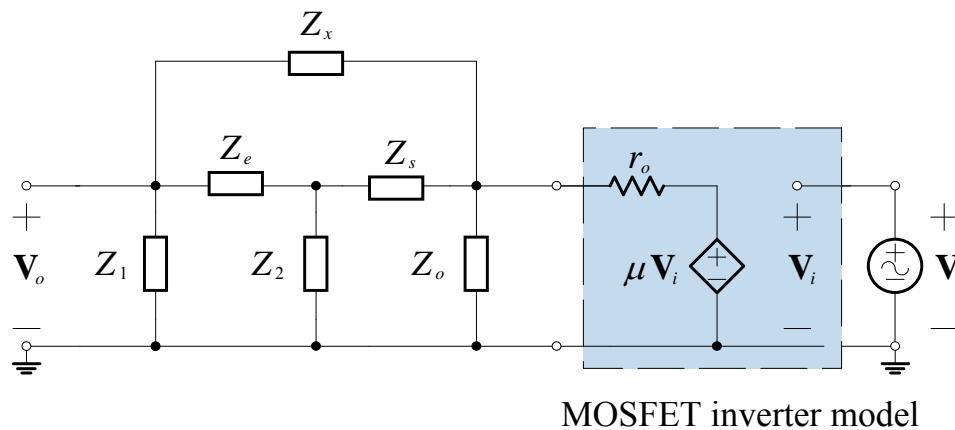 Z_x
Z_e
Z_s
r_o
+
+
+
V_o
Z_1
Z_2
Z_o
μV_i
+
−
V_i
+
−
V
−
−
−
MOSFET inverter model